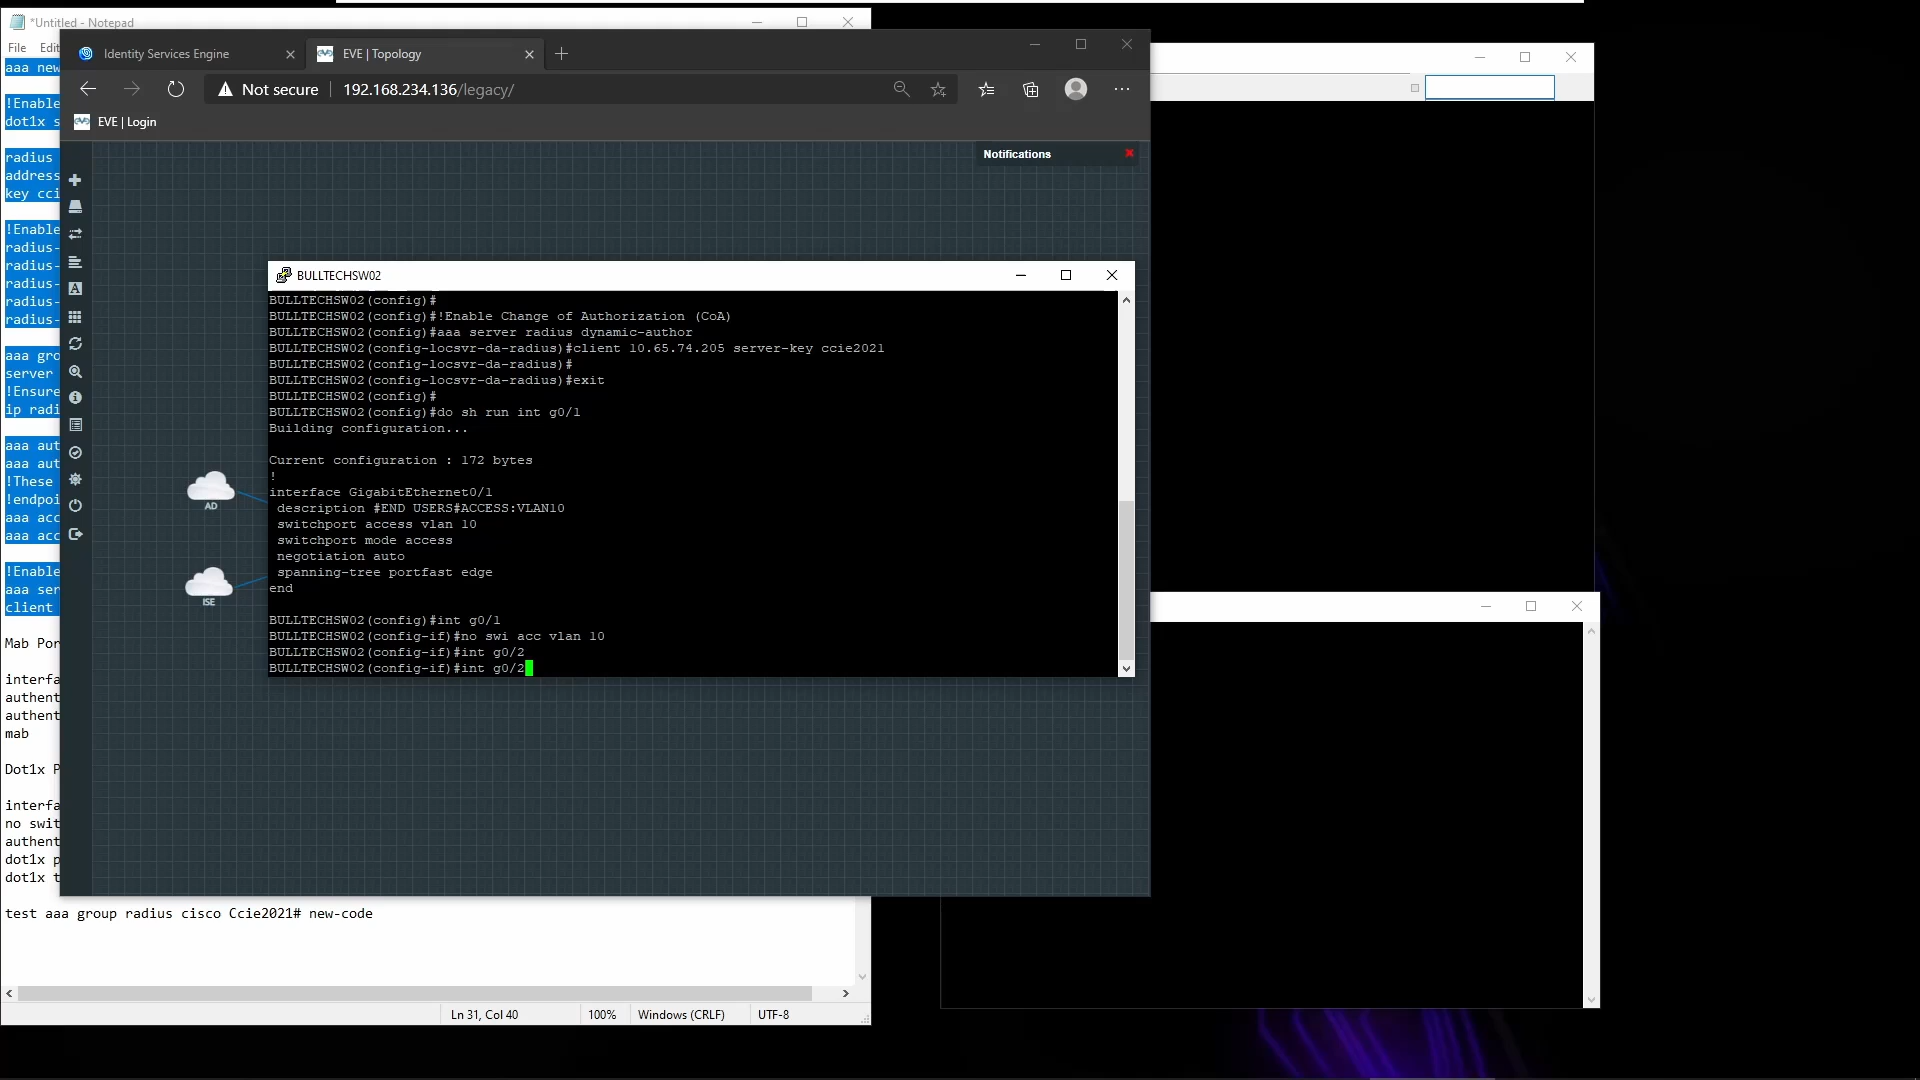 *Untitled - Notepad
File
Edit
aaa new
!Enable
dot1x s
radius
address
key cci
!Enable
radius-
radius-
radius-
radius-
radius-
aaa gro
server
!Ensure
ip radi
aaa aut
aaa aut
!These
!endpoi
aaa acc
aaa acc
!Enable
aaa ser
client
Mab Por
interfa
authent
authent
mab
Dot1x P
interfa
no swit
authent
dot1x p
dot1x t
test aaa group radius cisco Ccie2021# new-code
Ln 31, Col 40
100%
Windows (CRLF)
UTF-8
Identity Services Engine
EVE | Topology
Not secure
192.168.234.136/legacy/
EVE | Login
Notifications
AD
ISE
BULLTECHSW02
BULLTECHSW02(config)#
BULLTECHSW02(config)#!Enable Change of Authorization (CoA)
BULLTECHSW02(config)#aaa server radius dynamic-author
BULLTECHSW02(config-locsvr-da-radius)#client 10.65.74.205 server-key ccie2021
BULLTECHSW02(config-locsvr-da-radius)#
BULLTECHSW02(config-locsvr-da-radius)#exit
BULLTECHSW02(config)#
BULLTECHSW02(config)#do sh run int g0/1
Building configuration...
Current configuration : 172 bytes
!
interface GigabitEthernet0/1
description #END USERS#ACCESS:VLAN10
switchport access vlan 10
switchport mode access
negotiation auto
spanning-tree portfast edge
end
BULLTECHSW02(config)#int g0/1
BULLTECHSW02(config-if)#no swi acc vlan 10
BULLTECHSW02(config-if)#int g0/2
BULLTECHSW02(config-if)#int g0/2